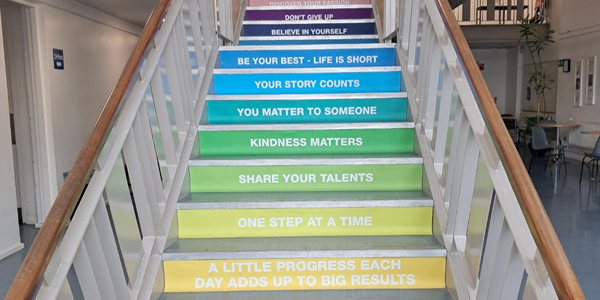 DISCOVER YOUR PASSION
DON'T GIVE UP
BELIEVE IN YOURSELF
BE YOUR BEST - LIFE IS SHORT
YOUR STORY COUNTS
YOU MATTER TO SOMEONE
KINDNESS MATTERS
SHARE YOUR TALENTS
ONE STEP AT A TIME
A LITTLE PROGRESS EACH
DAY ADDS UP TO BIG RESULTS